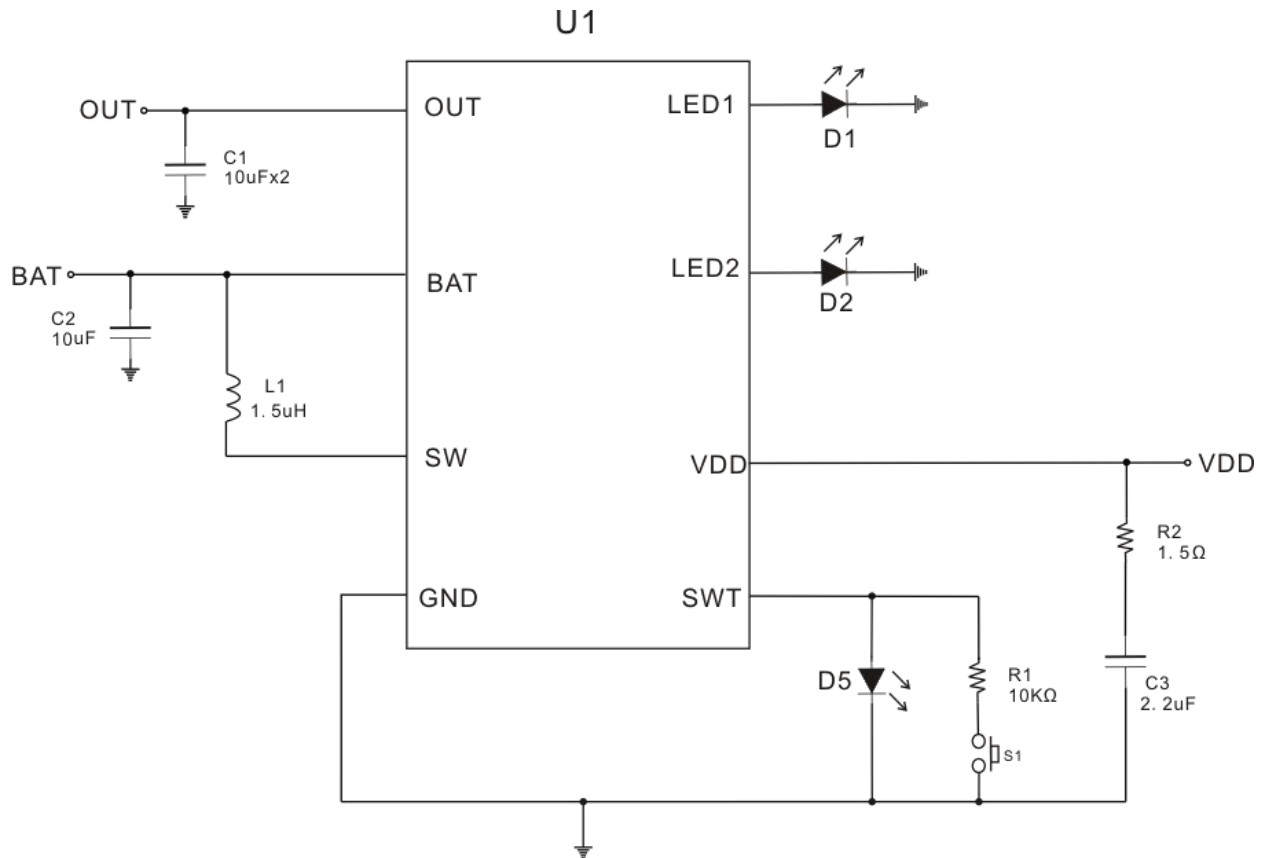 U1
OUT
OUT
C1
10uFx2
LED1
D1
BAT
BAT
C2
10uF
LED2
D2
L1
1.5uH
SW
VDD
VDD
R2
1.5Ω
GND
SWT
D5
R1
10KΩ
S1
C3
2.2uF